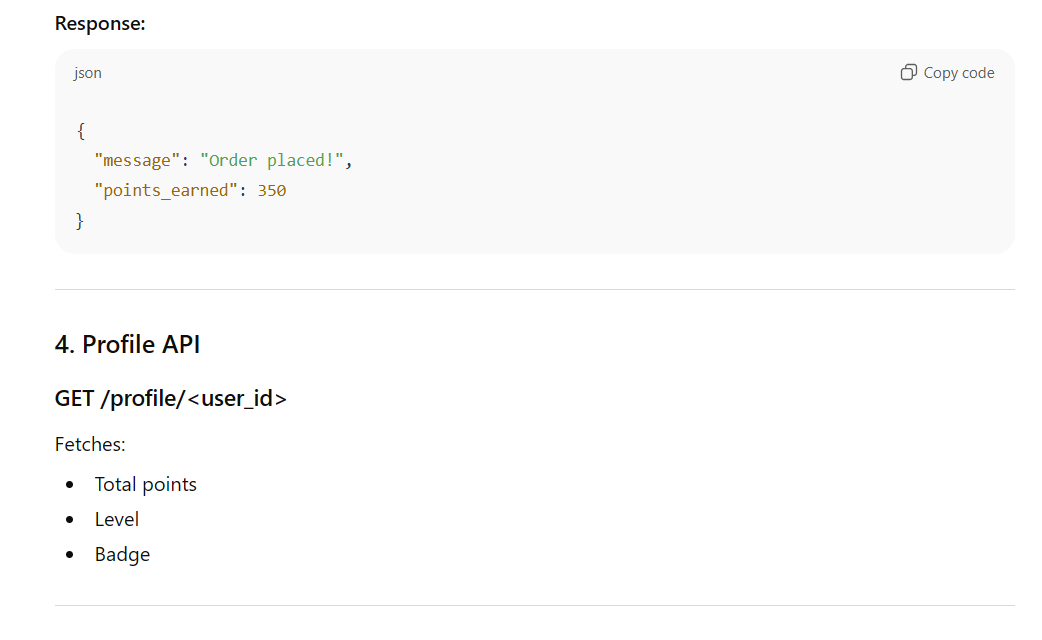 Response:
json
Copy code
{
"message": "Order placed!",
"points_earned": 350
}
4. Profile API
GET /profile/<user_id>
Fetches:
• Total points
• Level
• Badge